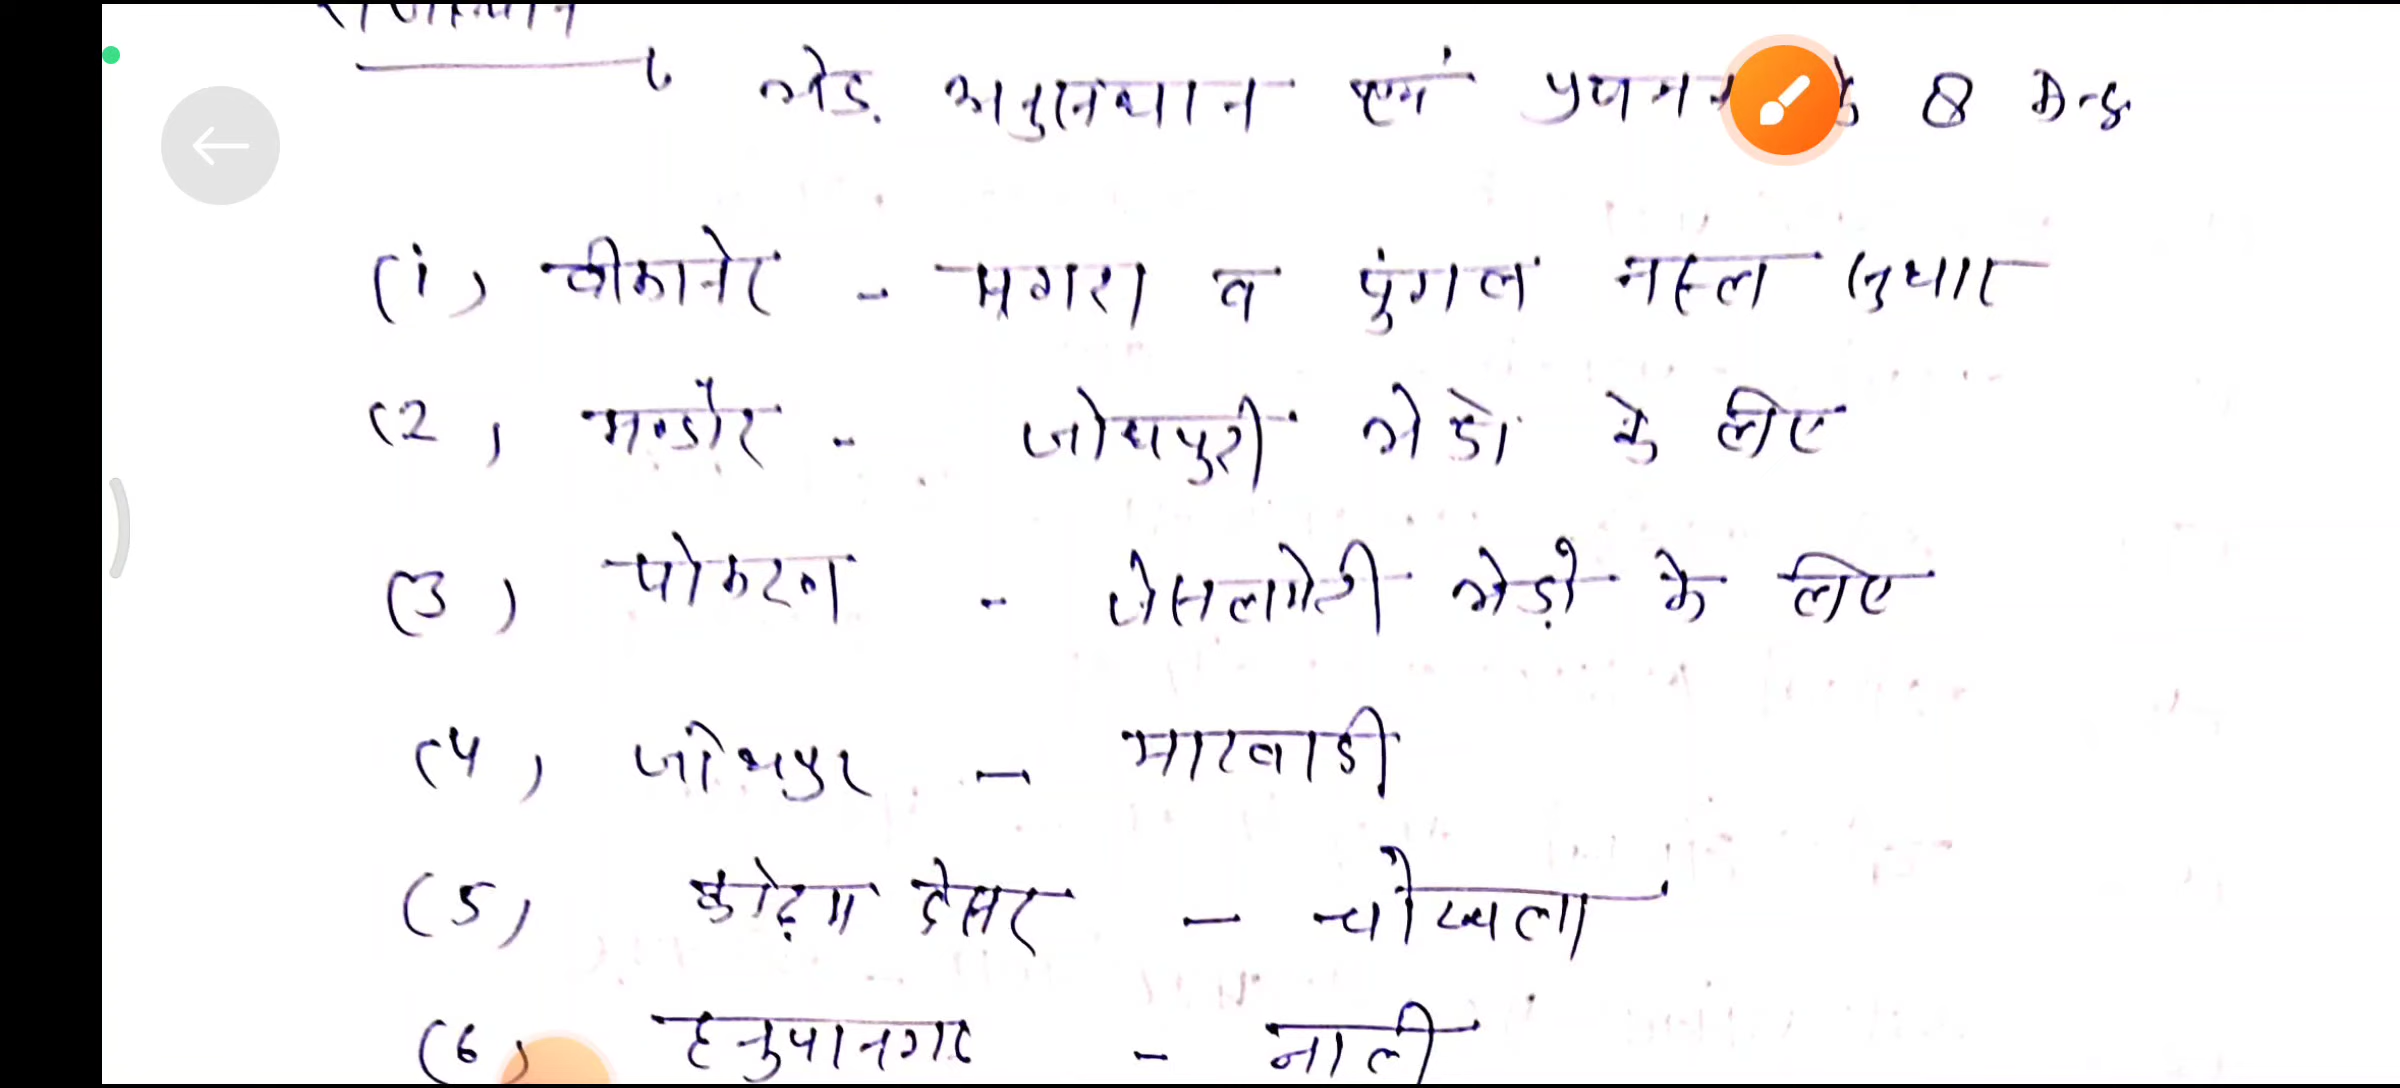 राजस्थान
भेड़ अनुसंधान एवं प्रजनन के 8 केन्द्र
(1) बीकानेर - मगरा व पुंगल नस्ल सुधार
(2) मण्डोर - जोधपुरी भेडो के लिए
(3) पोकरण - जैसलमेरी भेड़ो के लिए
(4) जोधपुर - मारवाडी
(5) कोड़म देसर - चोखला
(6) हनुमानगढ - नाली